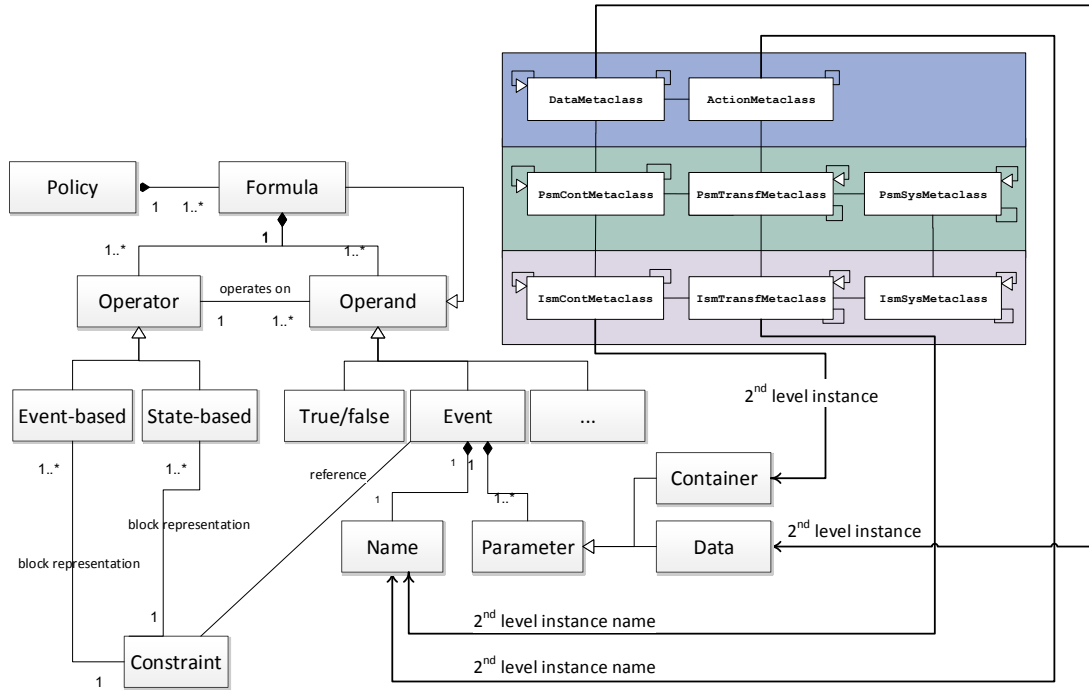 DataMetaclass
ActionMetaclass
PsmContMetaclass
PsmTransfMetaclass
PsmSysMetaclass
IsmContMetaclass
IsmTransfMetaclass
IsmSysMetaclass
Policy
Formula
1
1..*
1
1..*
1..*
Operator
operates on
Operand
1
1..*
Event-based
State-based
True/false
Event
...
2nd level instance
1..*
1..*
reference
1
1
1
1..*
Container
block representation
Name
Parameter
Data
2nd level instance
block representation
1
2nd level instance name
Constraint
1
2nd level instance name